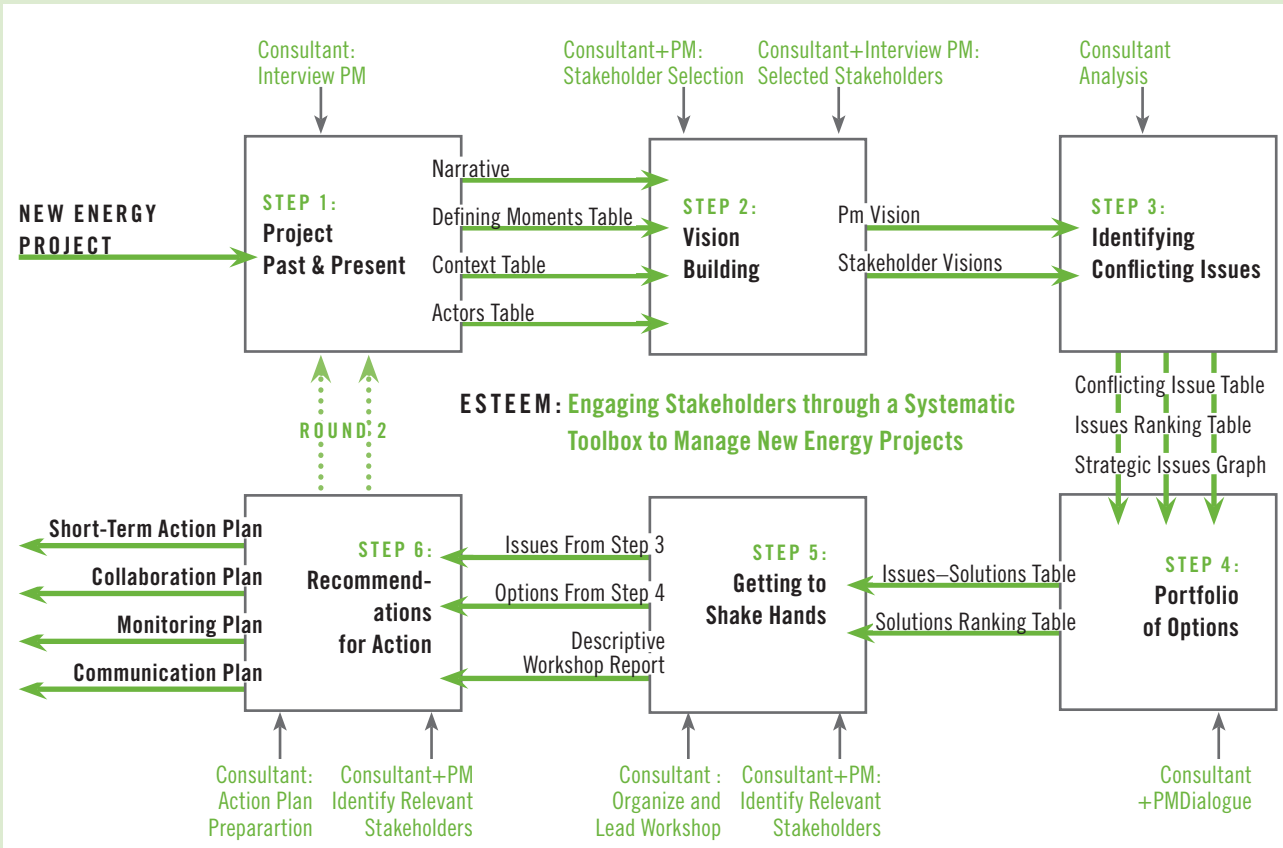 Consultant:
Interview PM
Consultant+PM:
Stakeholder Selection
Consultant+Interview PM:
Selected Stakeholders
Consultant
Analysis
NEW ENERGY
PROJECT
STEP 1:
Project
Past & Present
Narrative
Defining Moments Table
Context Table
Actors Table
STEP 2:
Vision
Building
Pm Vision
Stakeholder Visions
STEP 3:
Identifying
Conflicting Issues
ROUND 2
ESTEEM: Engaging Stakeholders through a Systematic
Toolbox to Manage New Energy Projects
Conflicting Issue Table
Issues Ranking Table
Strategic Issues Graph
Short-Term Action Plan
Collaboration Plan
Monitoring Plan
Communication Plan
STEP 6:
Recommend-
ations
for Action
Issues From Step 3
Options From Step 4
Descriptive
Workshop Report
STEP 5:
Getting to
Shake Hands
Issues–Solutions Table
Solutions Ranking Table
STEP 4:
Portfolio
of Options
Consultant:
Action Plan
Preparartion
Consultant+PM
Identify Relevant
Stakeholders
Consultant :
Organize and
Lead Workshop
Consultant+PM:
Identify Relevant
Stakeholders
Consultant
+PMDialogue